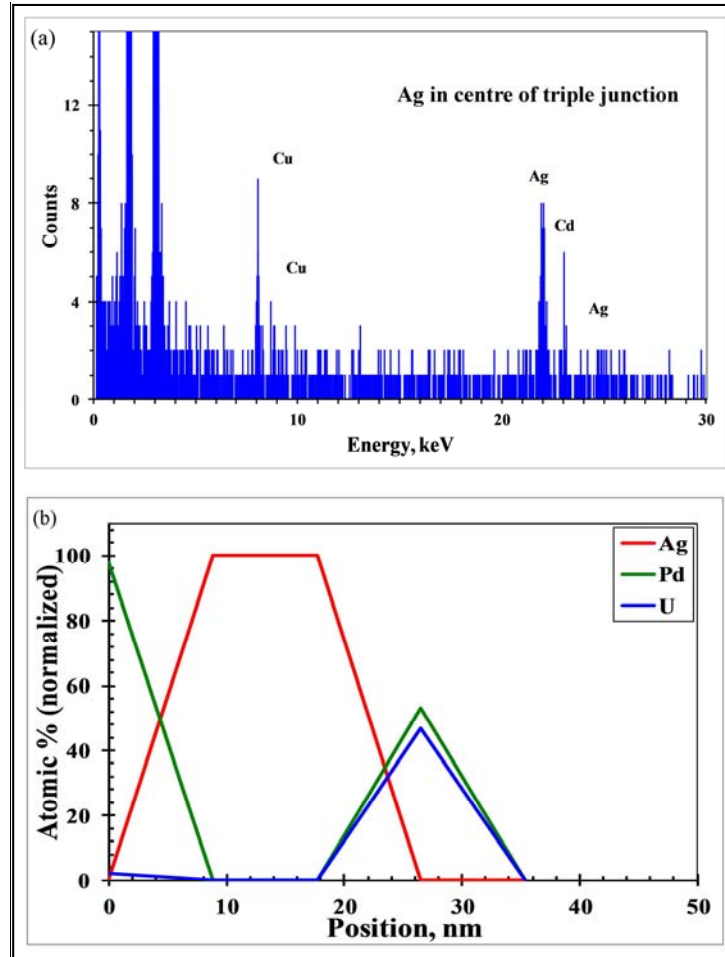 (a)
Ag in centre of triple junction
12
8
4
0
Counts
Cu
Cu
Ag
Cd
Ag
0 10 20 30
Energy, keV
(b)
100
80
60
40
20
0
Atomic % (normalized)
Ag
Pd
U
0 10 20 30 40 50
Position, nm